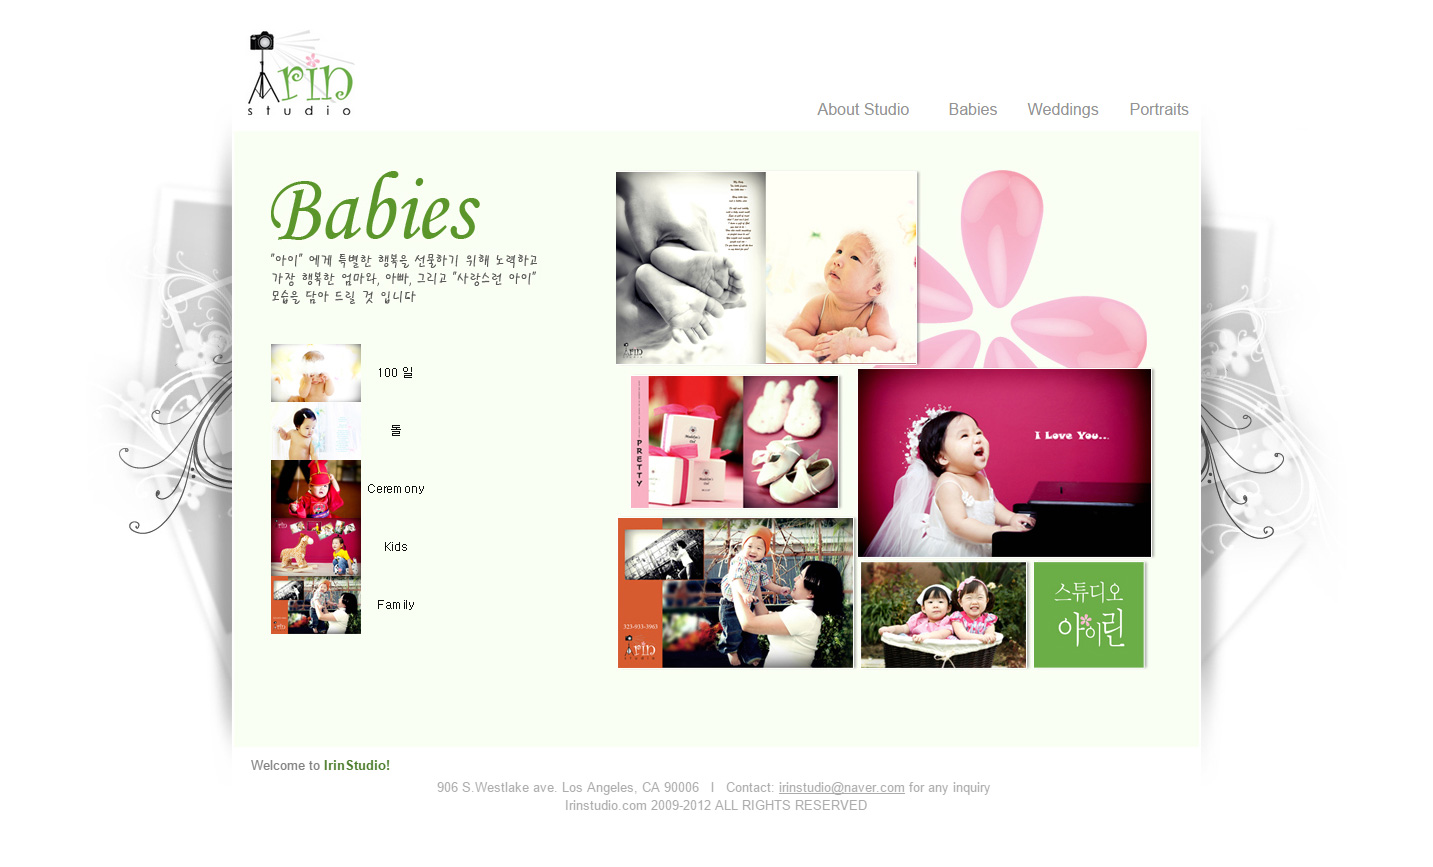 Irin
studio
About Studio
Babies
Weddings
Portraits
Babies
"아이" 에게 특별한 행복을 선물하기 위해 노력하고
가장 행복한 엄마와, 아빠, 그리고 "사랑스런 아이"
모습을 담아 드릴 것 입니다
100 일
돌
Ceremony
Kids
Family
PRETTY
I Love You...
323-933-3963
Irin
STUDIO
스튜디오
아이린
Welcome to IrinStudio!
906 S.Westlake ave. Los Angeles, CA 90006 I Contact: irinstudio@naver.com for any inquiry
Irinstudio.com 2009-2012 ALL RIGHTS RESERVED